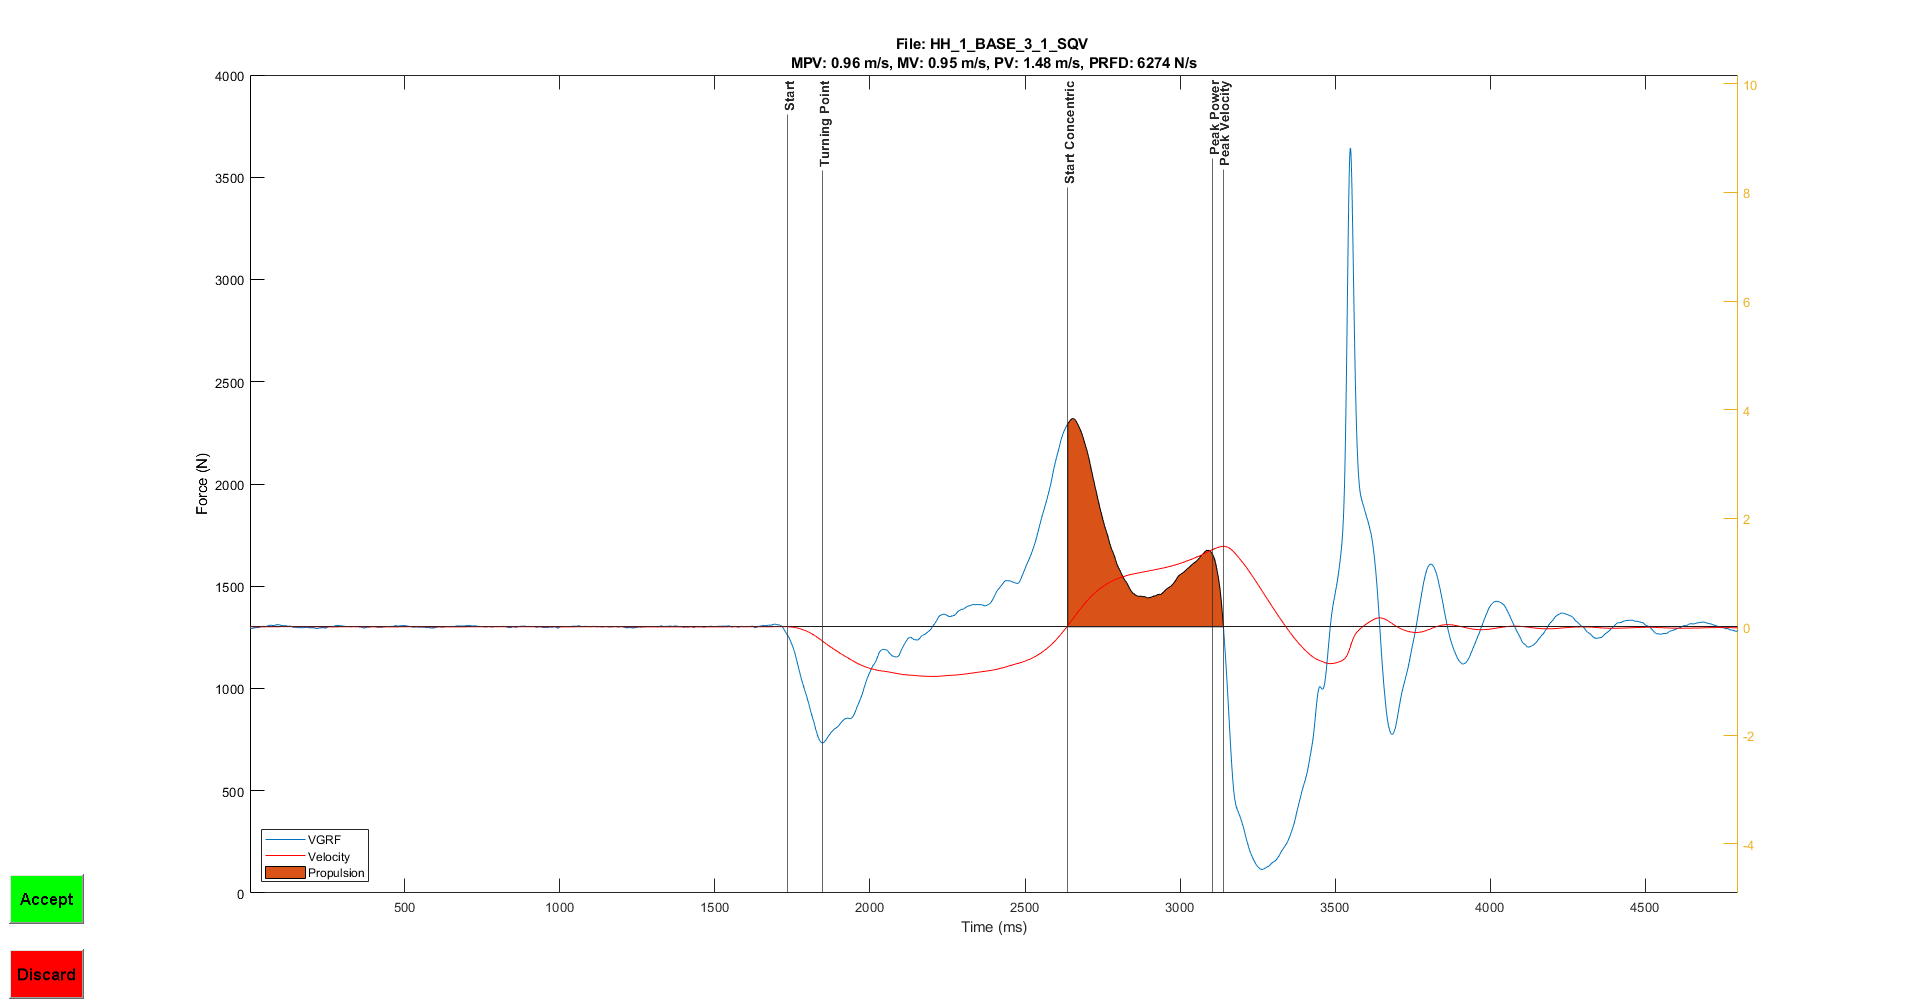 File: HH_1_BASE_3_1_SQV
MPV: 0.96 m/s, MV: 0.95 m/s, PV: 1.48 m/s, PRFD: 6274 N/s
Start
Turning Point
Start Concentric
Peak Power
Peak Velocity
4000
3500
3000
2500
2000
1500
1000
500
0
Force (N)
10
8
6
4
2
0
-2
-4
VGRF
Velocity
Propulsion
500
1000
1500
2000
2500
3000
3500
4000
4500
Time (ms)
Accept
Discard